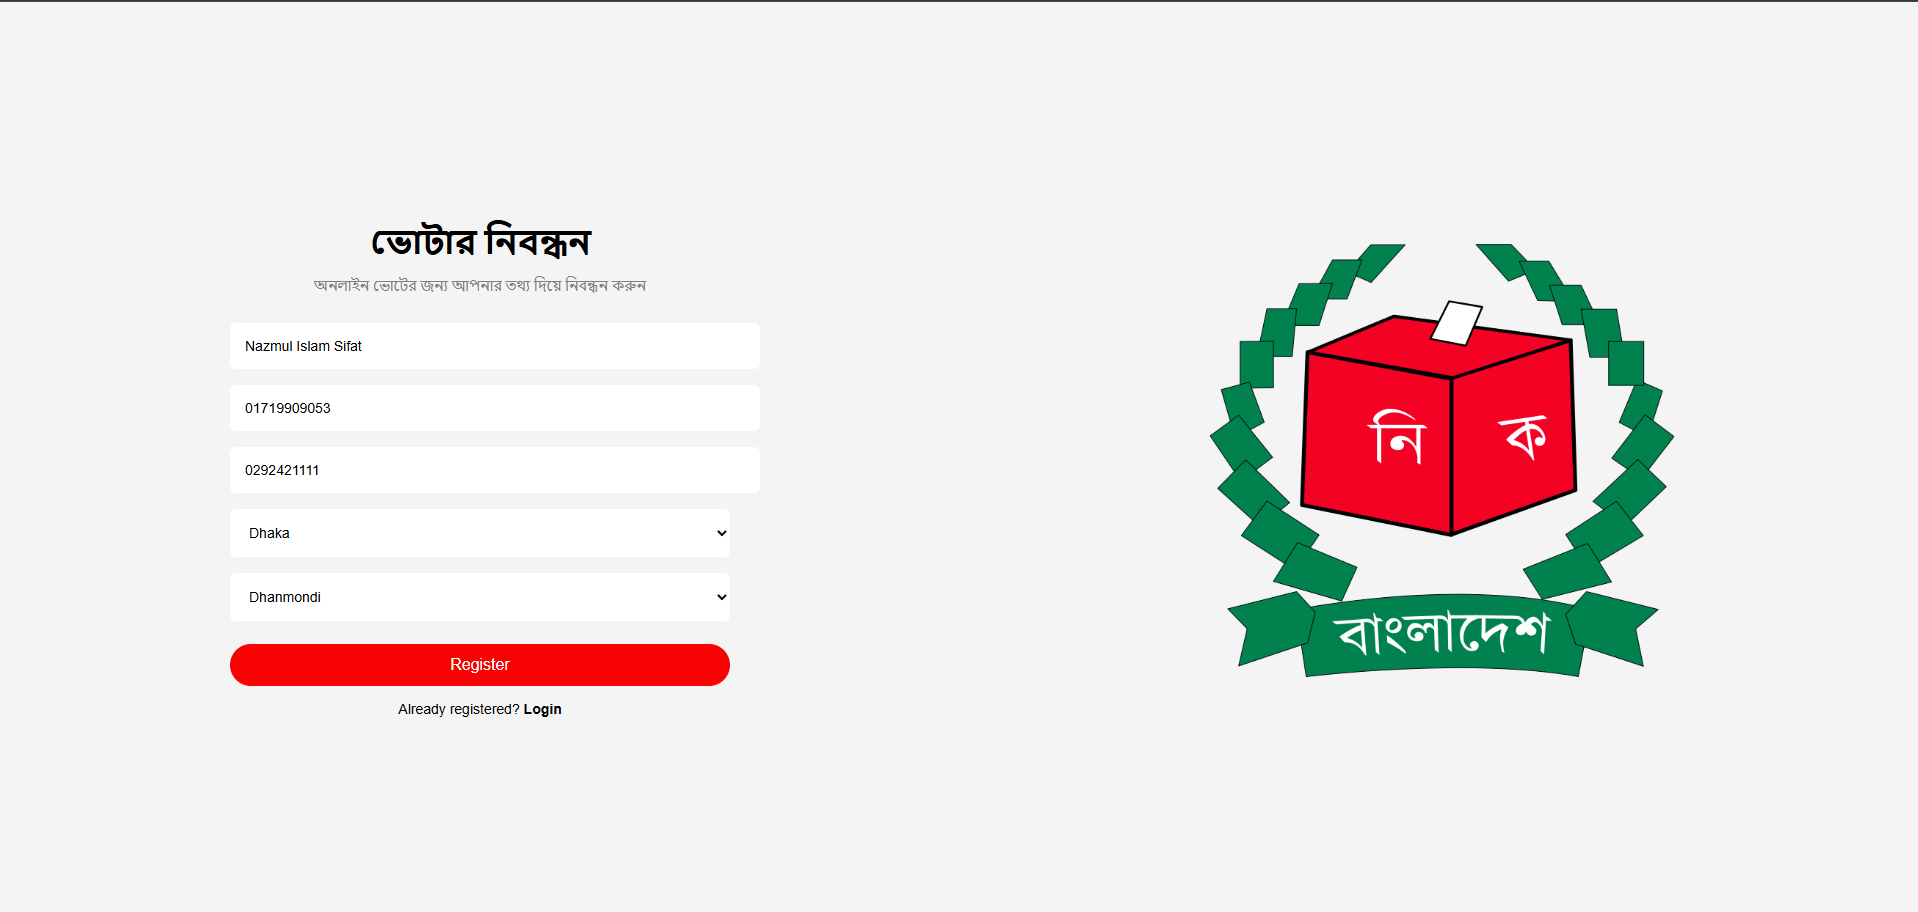 ভোটার নিবন্ধন
অনলাইন ভোটের জন্য আপনার তথ্য দিয়ে নিবন্ধন করুন
Nazmul Islam Sifat
01719909053
0292421111
Dhaka
Dhanmondi
Register
Already registered? Login
নি ক
বাংলাদেশ